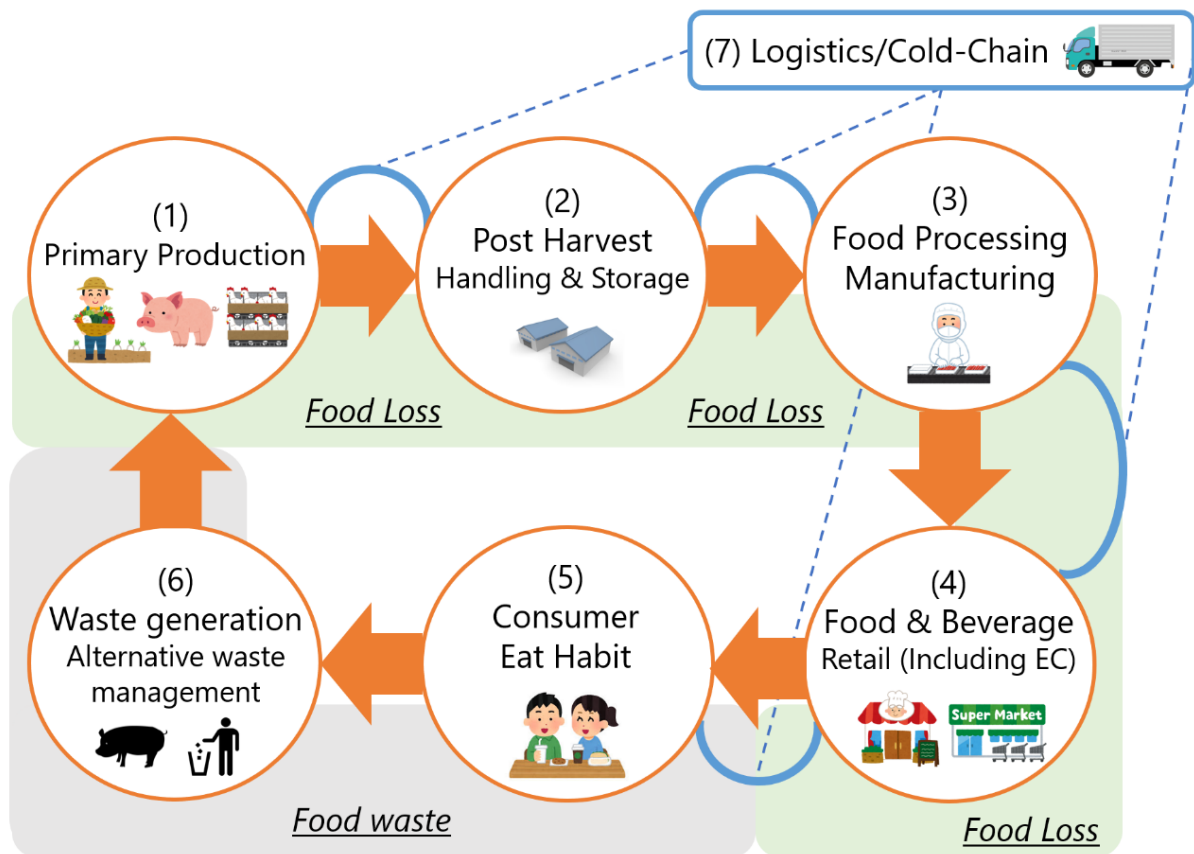 (7) Logistics/Cold-Chain
(1)
Primary Production
(2)
Post Harvest
Handling & Storage
(3)
Food Processing
Manufacturing
Food Loss
Food Loss
(6)
Waste generation
Alternative waste
management
(5)
Consumer
Eat Habit
(4)
Food & Beverage
Retail (Including EC)
Super Market
Food waste
Food Loss